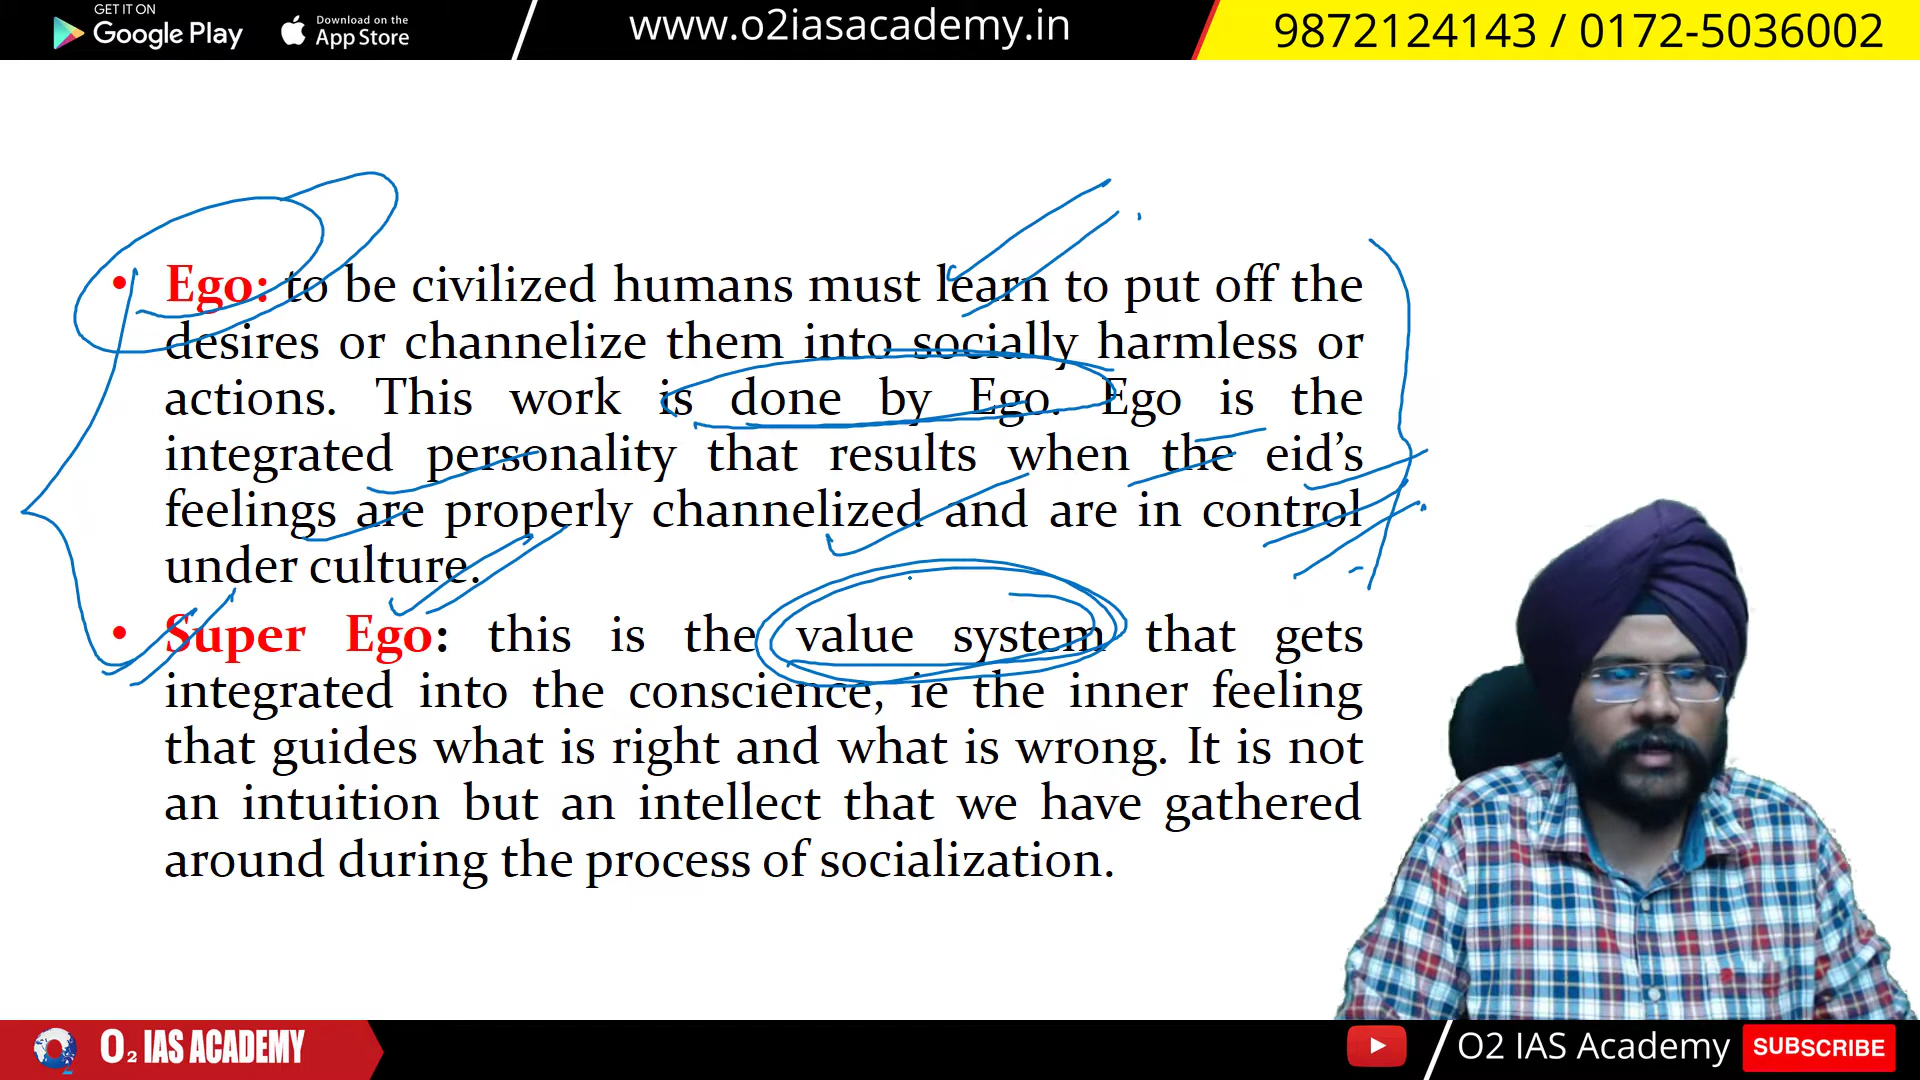 GET IT ON
Google Play
Download on the
App Store
www.o2iasacademy.in
9872124143 / 0172-5036002
• Ego: to be civilized humans must learn to put off the
desires or channelize them into socially harmless or
actions. This work is done by Ego. Ego is the
integrated personality that results when the eid’s
feelings are properly channelized and are in control
under culture.
• Super Ego: this is the value system that gets
integrated into the conscience, ie the inner feeling
that guides what is right and what is wrong. It is not
an intuition but an intellect that we have gathered
around during the process of socialization.
O2 IAS ACADEMY
O2 IAS Academy
SUBSCRIBE